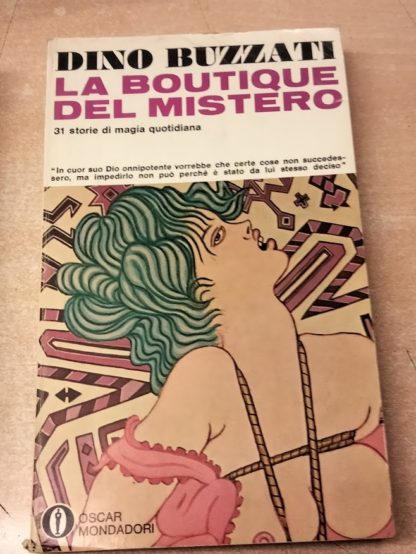 DINO BUZZATI
LA BOUTIQUE
DEL MISTERO
31 storie di magia quotidiana
"In cuor suo Dio onnipotente vorrebbe che certe cose non succedes-
sero, ma impedirlo non può perchè è stato da lui stesso deciso"
OSCAR
MONDADORI